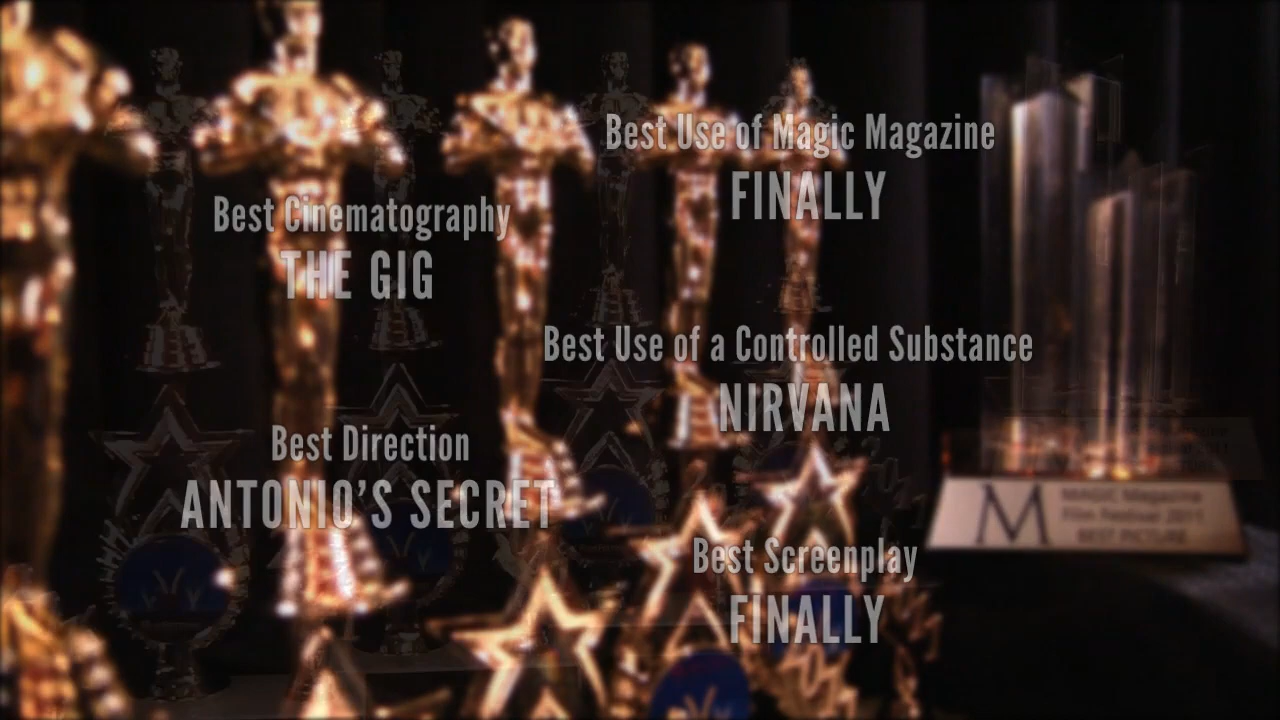 Best Use of Magic Magazine
FINALLY
Best Cinematography
THE GIG
Best Use of a Controlled Substance
NIRVANA
Best Direction
ANTONIO'S SECRET
Best Screenplay
FINALLY
M
MAGIC Magazine
Film Festival 2011
BEST PICTURE